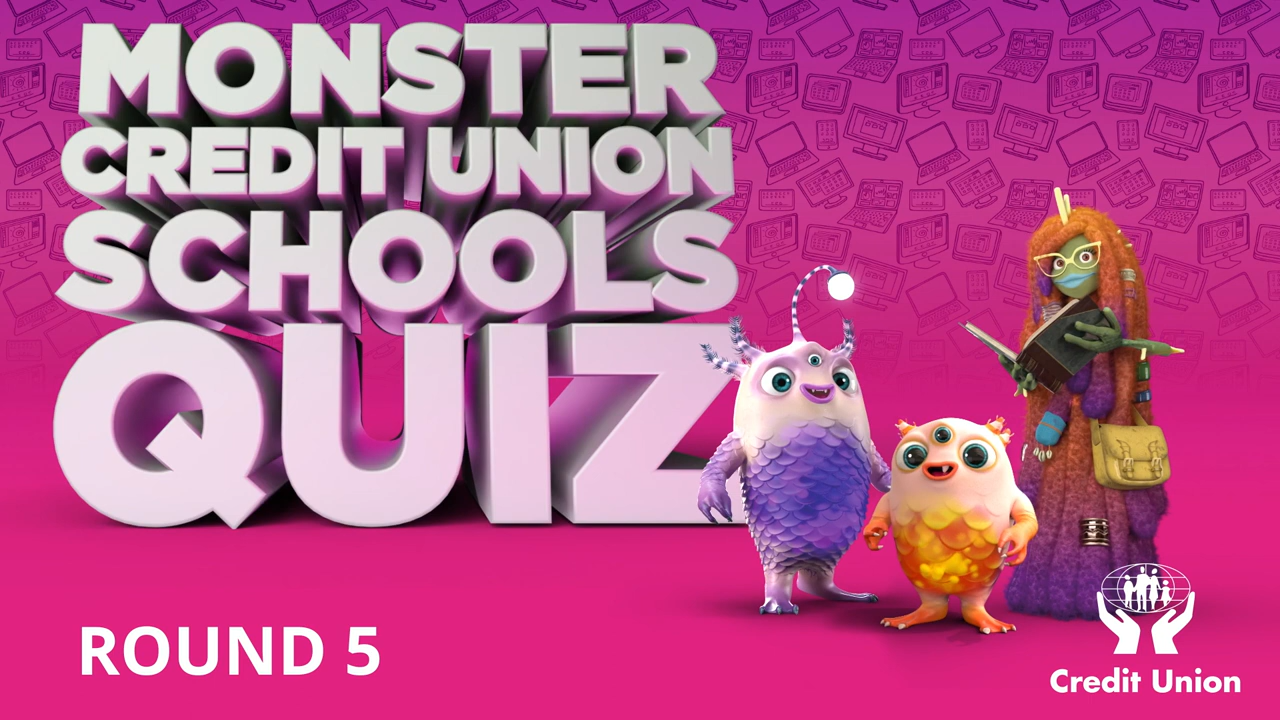 MONSTER
CREDIT UNION
SCHOOLS
QUIZ
ROUND 5
Credit Union